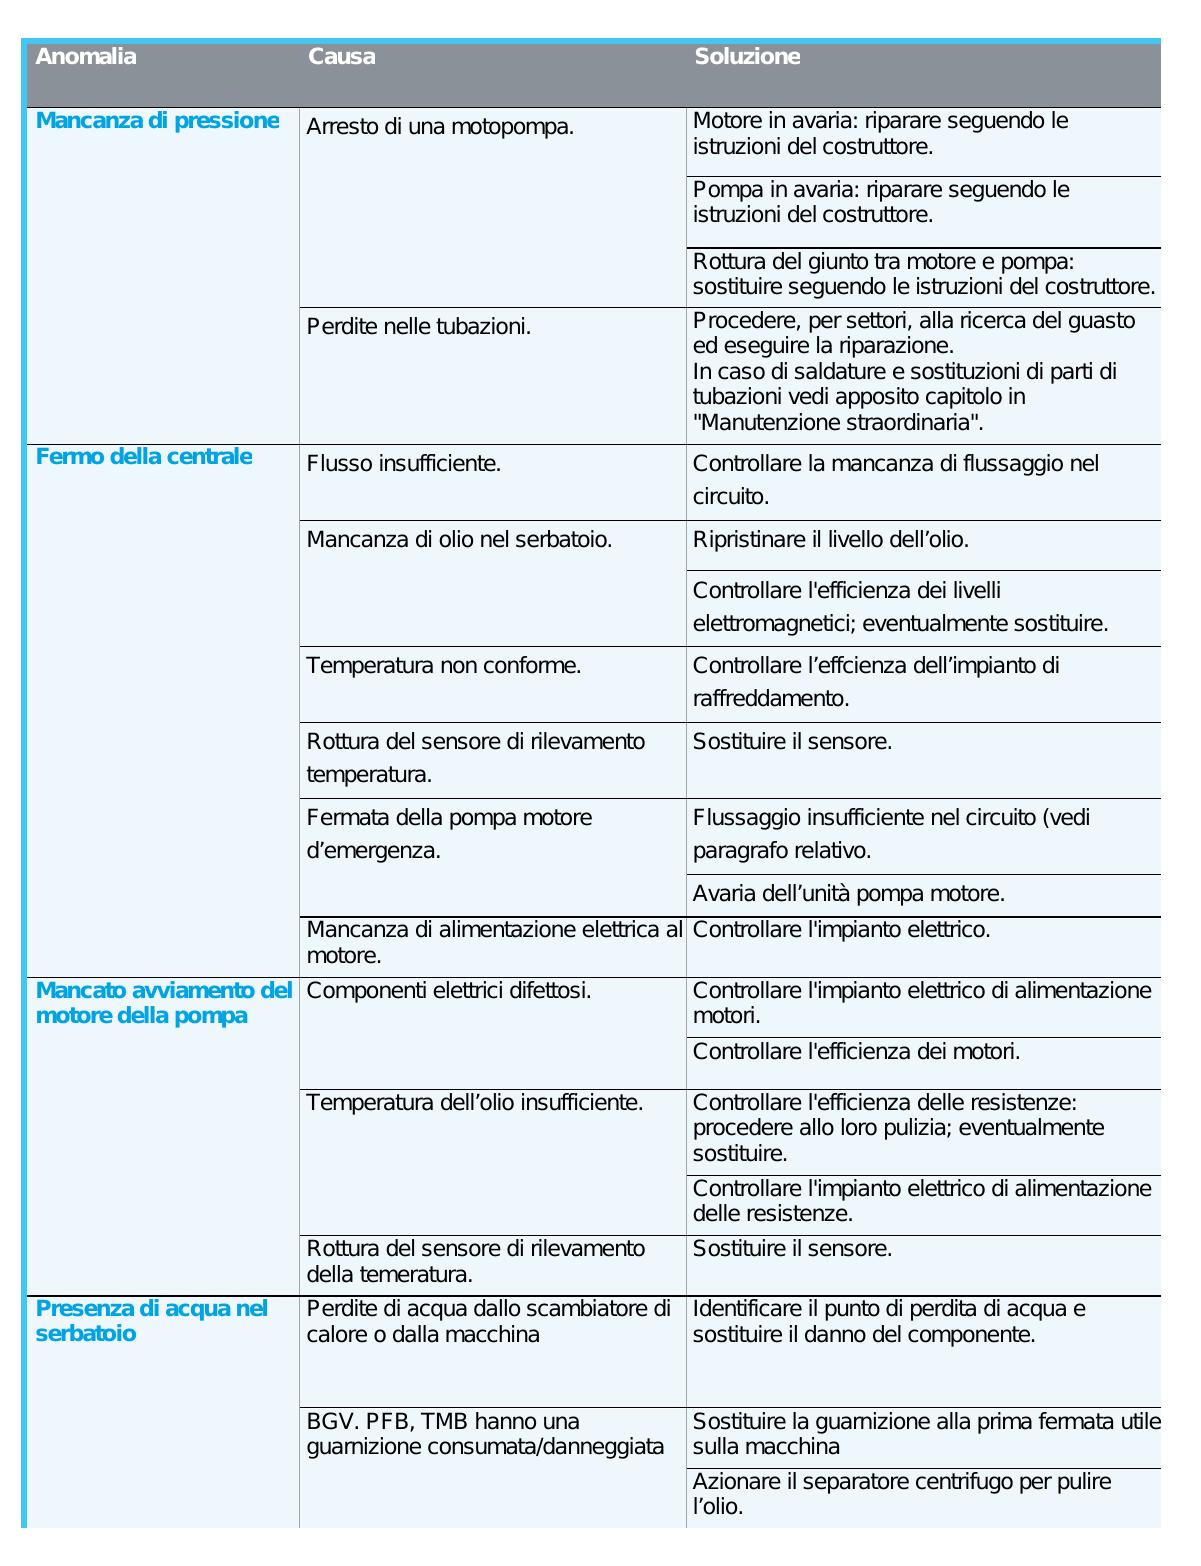 Anomalia
Causa
Soluzione
Mancanza di pressione
Arresto di una motopompa.
Motore in avaria: riparare seguendo le
istruzioni del costruttore.
Pompa in avaria: riparare seguendo le
istruzioni del costruttore.
Rottura del giunto tra motore e pompa:
sostituire seguendo le istruzioni del costruttore.
Perdite nelle tubazioni.
Procedere, per settori, alla ricerca del guasto
ed eseguire la riparazione.
In caso di saldature e sostituzioni di parti di
tubazioni vedi apposito capitolo in
"Manutenzione straordinaria".
Fermo della centrale
Flusso insufficiente.
Controllare la mancanza di flussaggio nel
circuito.
Mancanza di olio nel serbatoio.
Ripristinare il livello dell’olio.
Controllare l'efficienza dei livelli
elettromagnetici; eventualmente sostituire.
Temperatura non conforme.
Controllare l’effcienza dell’impianto di
raffreddamento.
Rottura del sensore di rilevamento
temperatura.
Sostituire il sensore.
Fermata della pompa motore
d’emergenza.
Flussaggio insufficiente nel circuito (vedi
paragrafo relativo.
Avaria dell’unità pompa motore.
Mancanza di alimentazione elettrica al
motore.
Controllare l'impianto elettrico.
Mancato avviamento del
motore della pompa
Componenti elettrici difettosi.
Controllare l'impianto elettrico di alimentazione
motori.
Controllare l'efficienza dei motori.
Temperatura dell’olio insufficiente.
Controllare l'efficienza delle resistenze:
procedere allo loro pulizia; eventualmente
sostituire.
Controllare l'impianto elettrico di alimentazione
delle resistenze.
Rottura del sensore di rilevamento
della temeratura.
Sostituire il sensore.
Presenza di acqua nel
serbatoio
Perdite di acqua dallo scambiatore di
calore o dalla macchina
Identificare il punto di perdita di acqua e
sostituire il danno del componente.
BGV. PFB, TMB hanno una
guarnizione consumata/danneggiata
Sostituire la guarnizione alla prima fermata utile
sulla macchina
Azionare il separatore centrifugo per pulire
l’olio.